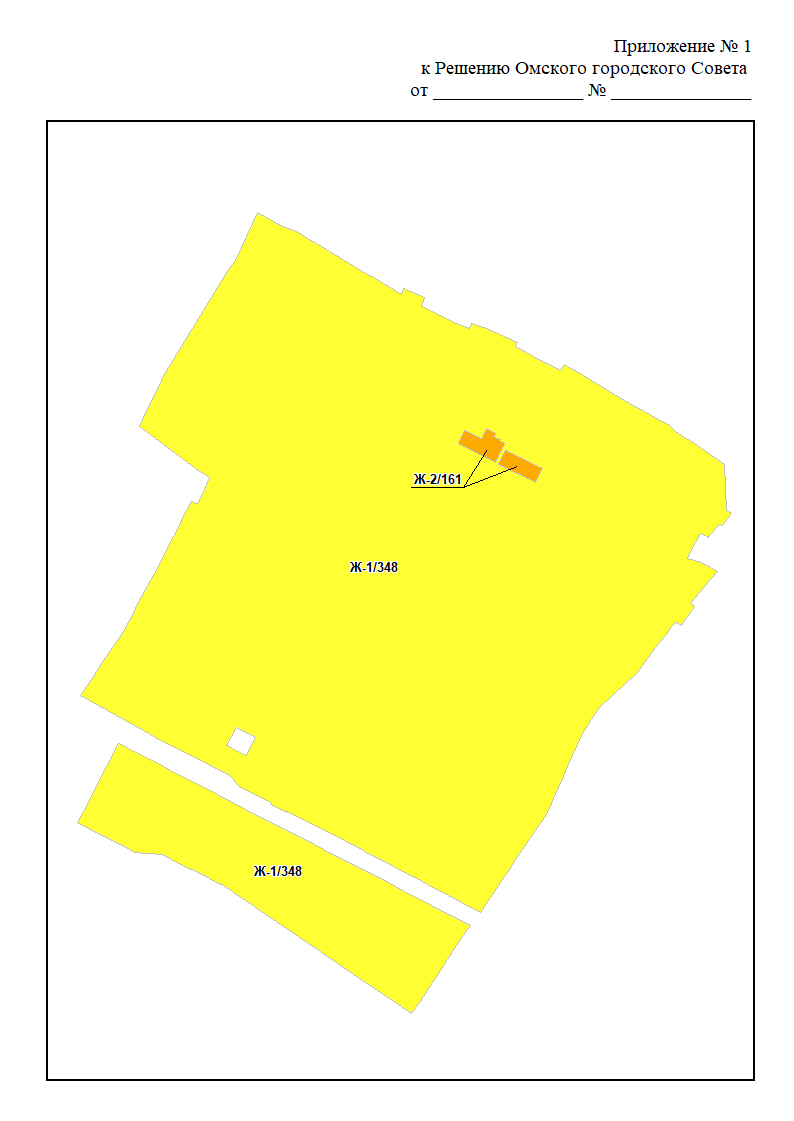 Приложение № 1
к Решению Омского городского Совета
от ________________ № _______________
Ж-2/161
Ж-1/348
Ж-1/348